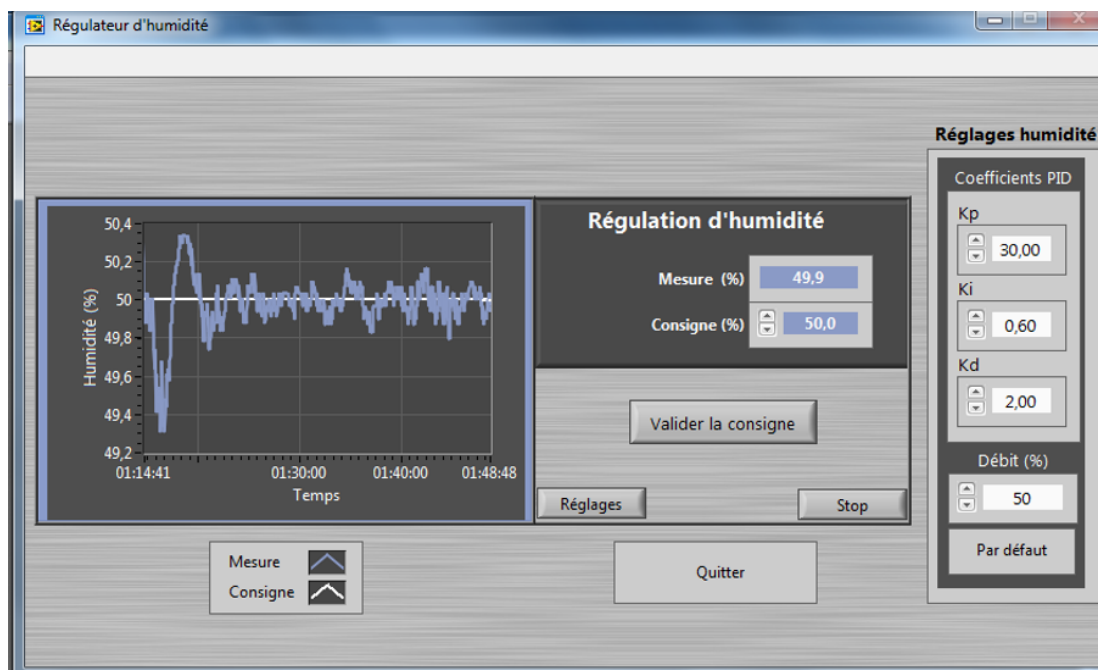 Régulateur d'humidité
Réglages humidité
Coefficients PID
Kp
30,00
Ki
0,60
Kd
2,00
Débit (%)
50
Par défaut
50,4
50,2
50
49,8
49,6
49,4
49,2
Humidité (%)
01:14:41 01:30:00 01:40:00 01:48:48
Temps
Régulation d'humidité
Mesure (%) 49,9
Consigne (%) 50,0
Valider la consigne
Réglages Stop
Mesure
Consigne
Quitter